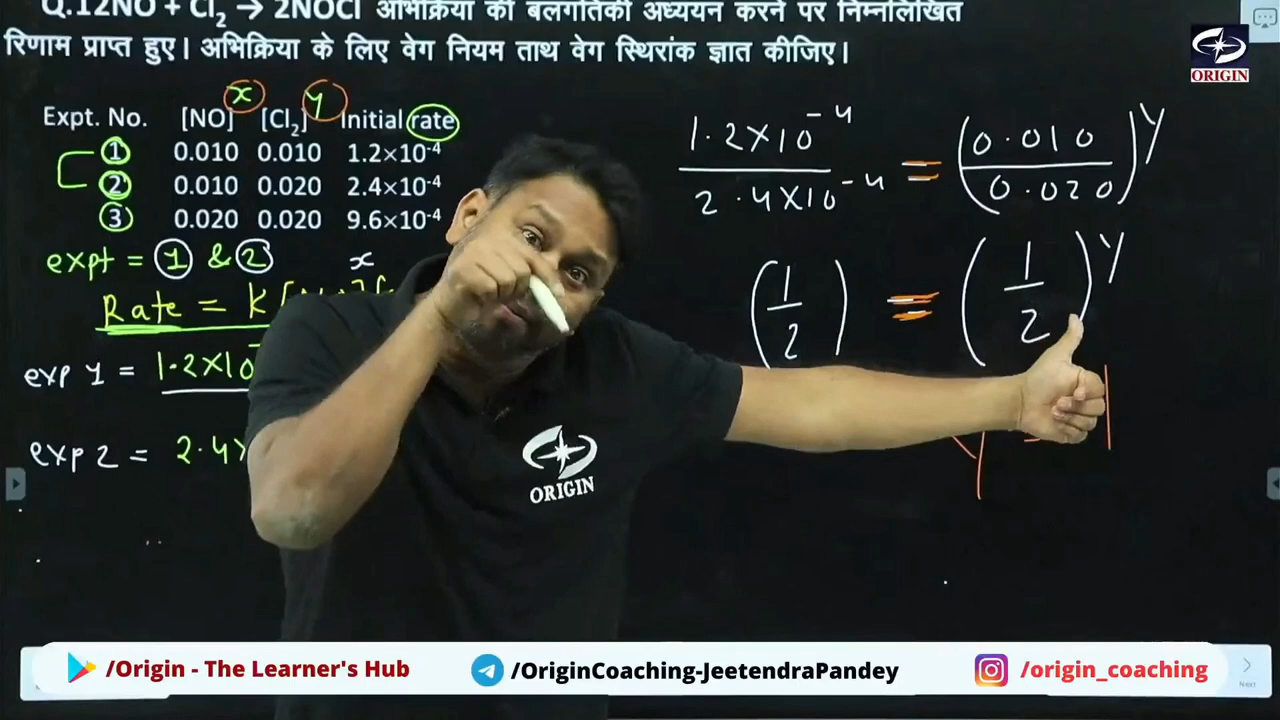 Q.12NO + Cl₂ → 2NOCl अभिक्रिया की बलगतिकी अध्ययन करने पर निम्नलिखित
रिणाम प्राप्त हुए। अभिक्रिया के लिए वेग नियम ताथ वेग स्थिरांक ज्ञात कीजिए।
ORIGIN
x y
Expt. No. [NO] [Cl₂] Initial rate
1 0.010 0.010 1.2×10⁻⁴
2 0.010 0.020 2.4×10⁻⁴
3 0.020 0.020 9.6×10⁻⁴
expt = 1 & 2 x
Rate = K
exp 1 = 1.2×10
exp 2 = 2.4×
1.2×10⁻⁴ / 2.4×10⁻⁴ = (0.010 / 0.020)^y
(1/2) = (1/2)^y
y = 1
ORIGIN
/Origin - The Learner's Hub
/OriginCoaching-JeetendraPandey
/origin_coaching
Next